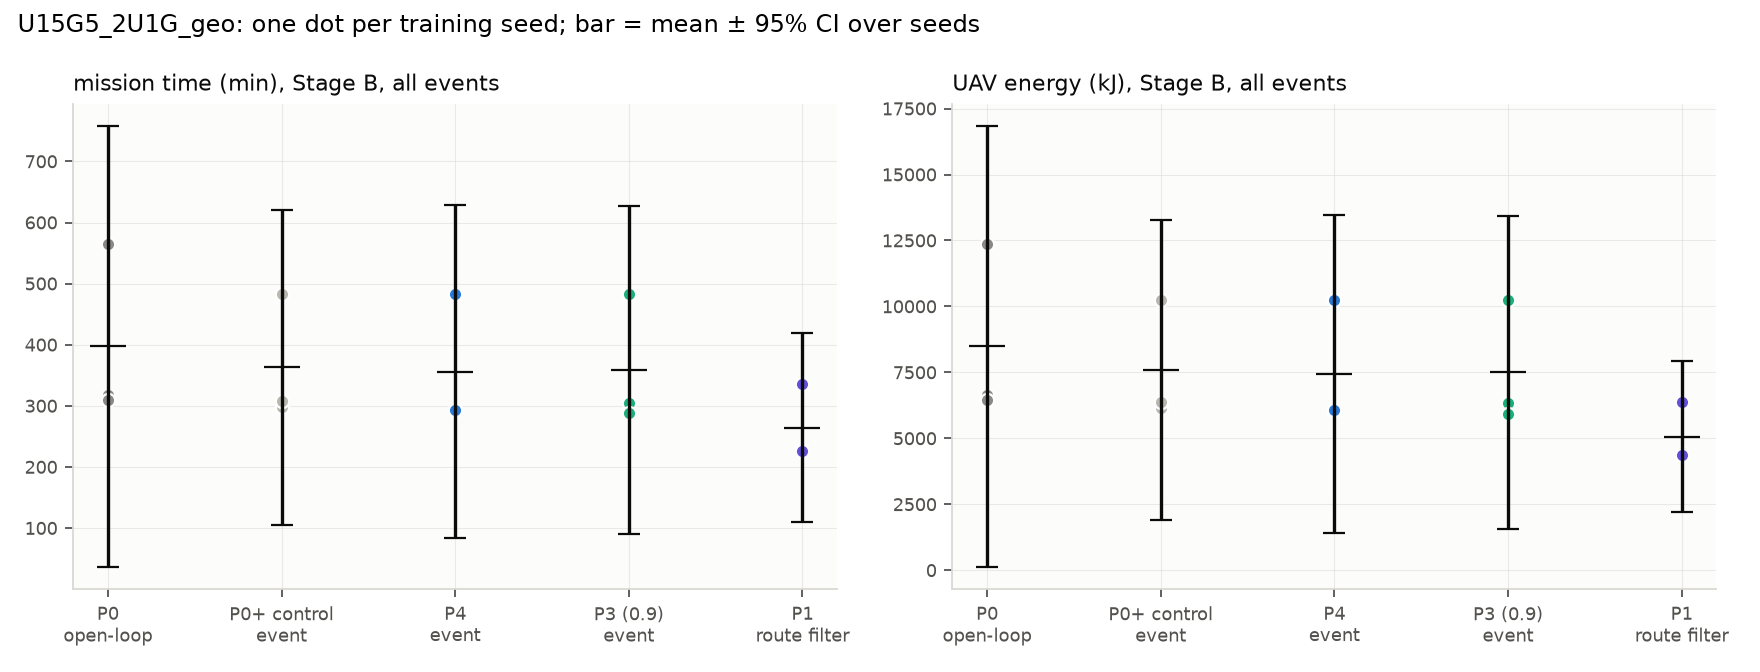 U15G5_2U1G_geo: one dot per training seed; bar = mean ± 95% CI over seeds
mission time (min), Stage B, all events
700
600
500
400
300
200
100
P0
open-loop
P0+ control
event
P4
event
P3 (0.9)
event
P1
route filter
UAV energy (kJ), Stage B, all events
17500
15000
12500
10000
7500
5000
2500
0
P0
open-loop
P0+ control
event
P4
event
P3 (0.9)
event
P1
route filter